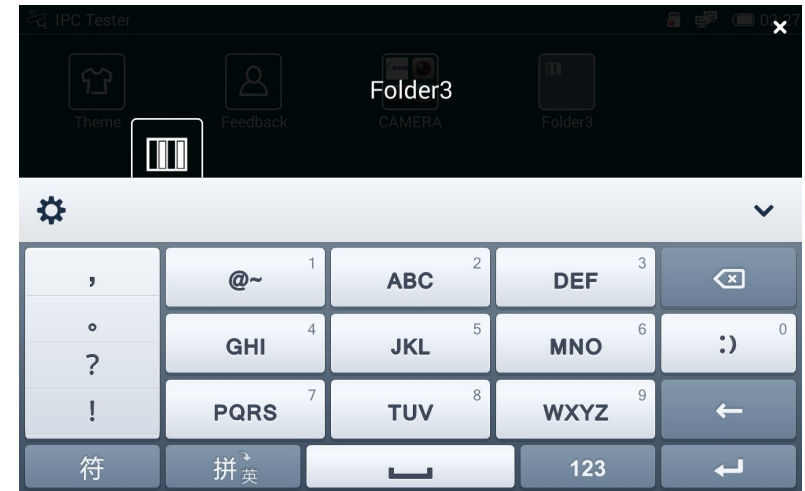 IPC Tester
Folder3
Theme
Feedback
CAMERA
Folder3
,
@~ 1
ABC 2
DEF 3
。
?
GHI 4
JKL 5
MNO 6
:) 0
!
PQRS 7
TUV 8
WXYZ 9
符
拼英
123